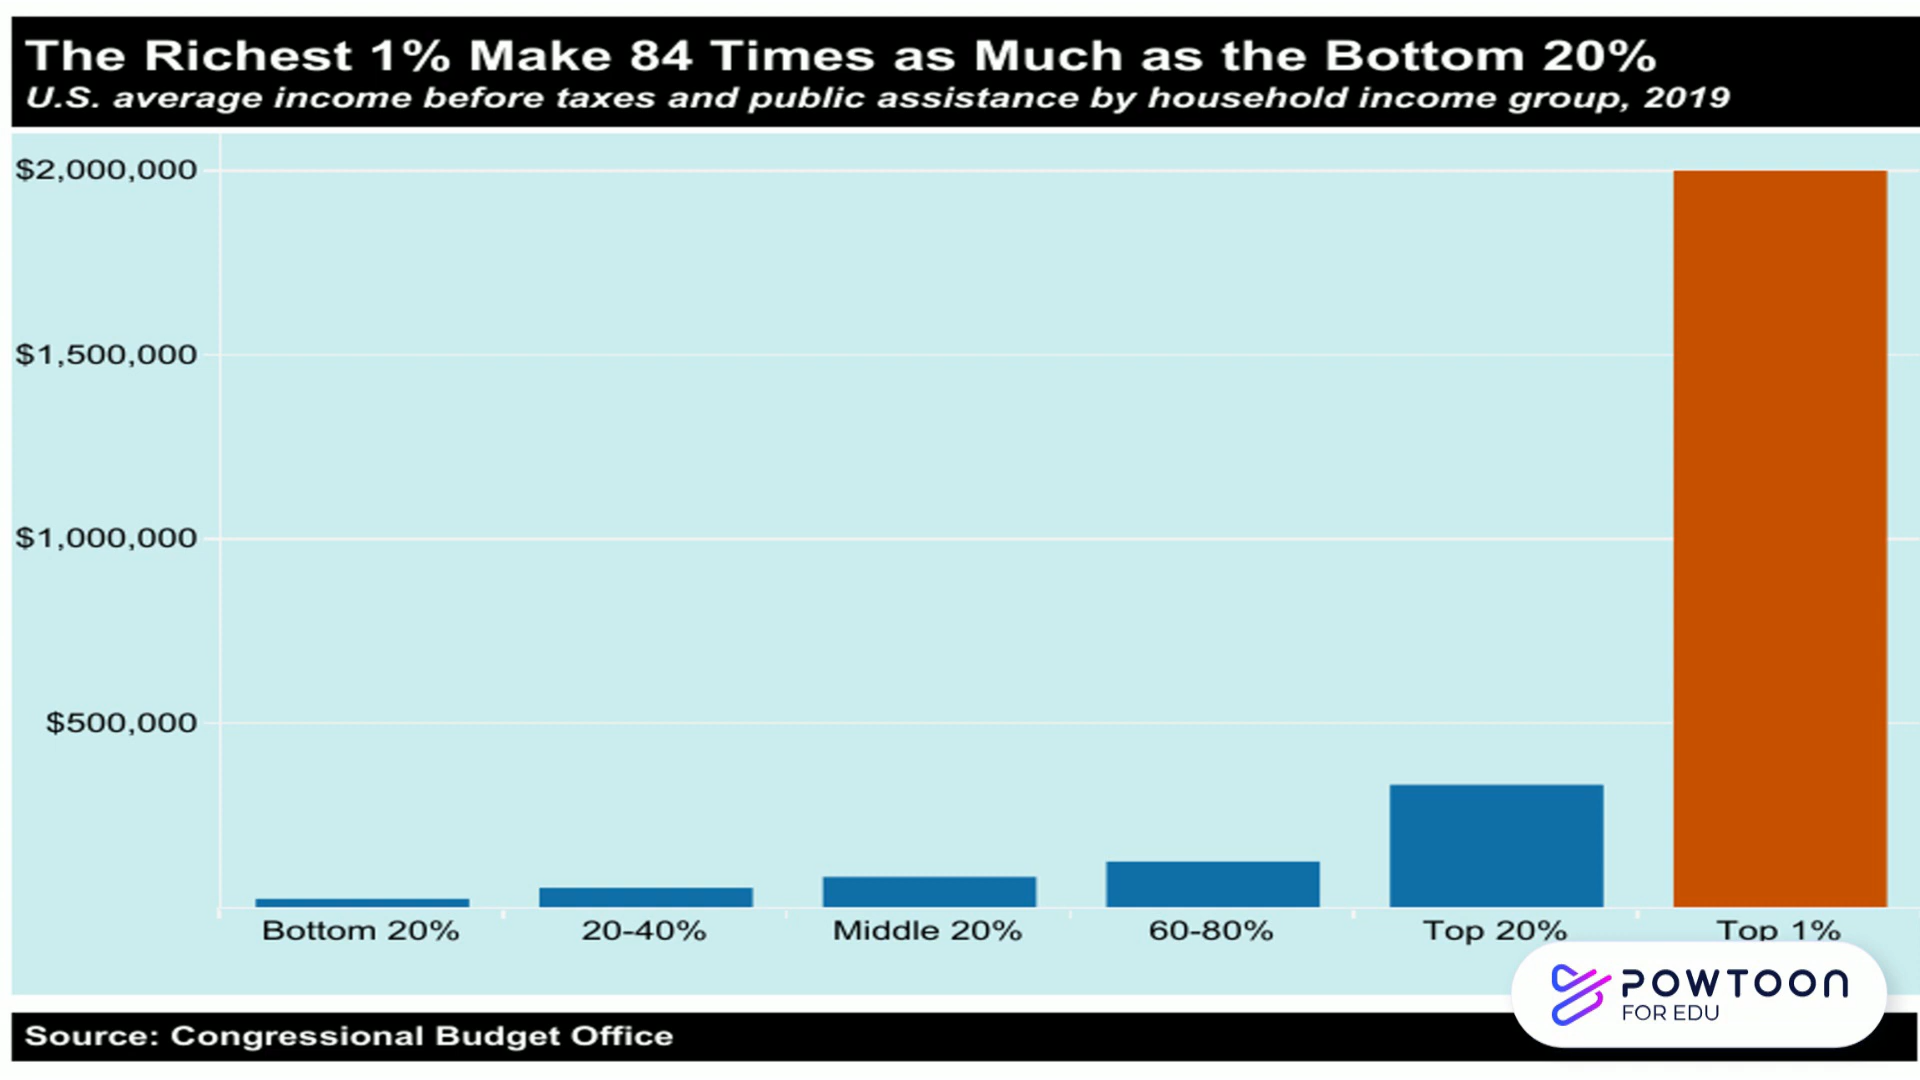 The Richest 1% Make 84 Times as Much as the Bottom 20%
U.S. average income before taxes and public assistance by household income group, 2019
$2,000,000
$1,500,000
$1,000,000
$500,000
Bottom 20% 20-40% Middle 20% 60-80% Top 20% Top 1%
POWTOON
FOR EDU
Source: Congressional Budget Office